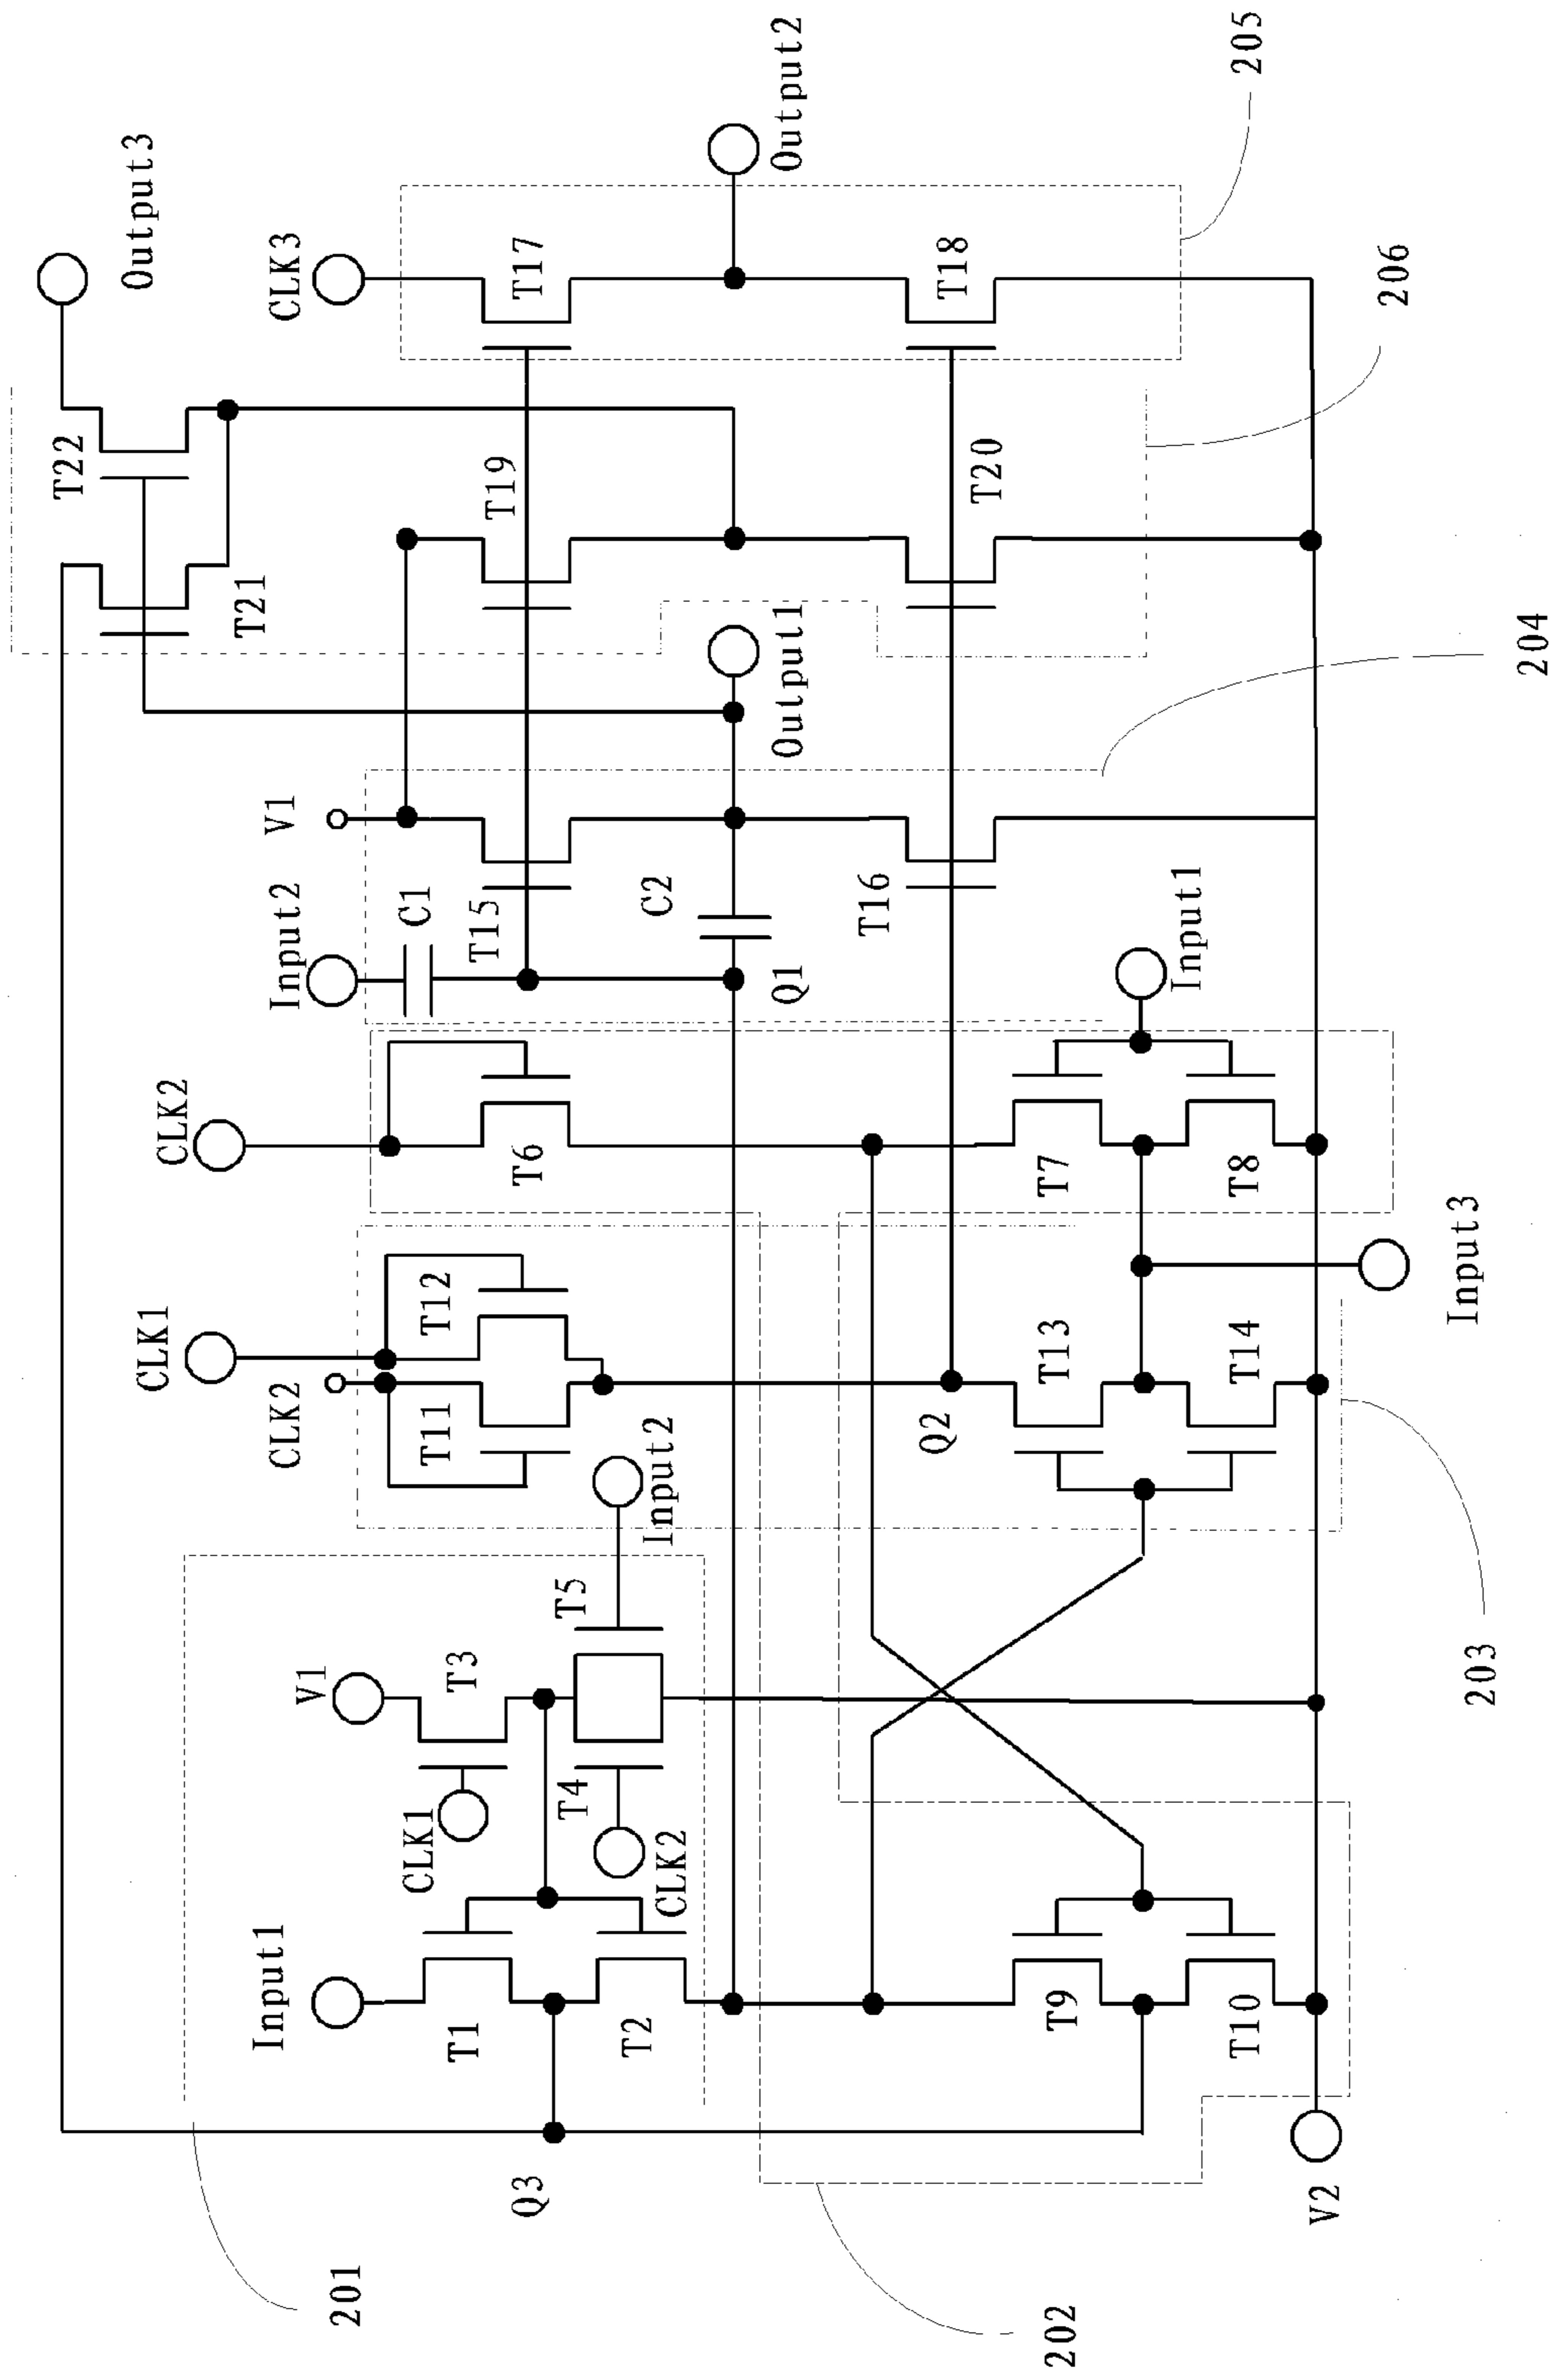 Output3
CLK3
Output2
205
T22
T17
T18
206
T21
T19
T20
V1
Output1
204
Input2
C1
T15
C2
T16
Q1
Input1
CLK2
T6
T7
T8
CLK1
T12
CLK2
T11
Input2
Q2
T13
T14
Input3
203
V1
T3
T5
CLK1
T4
CLK2
Input1
T1
T2
T9
T10
Q3
V2
201
202